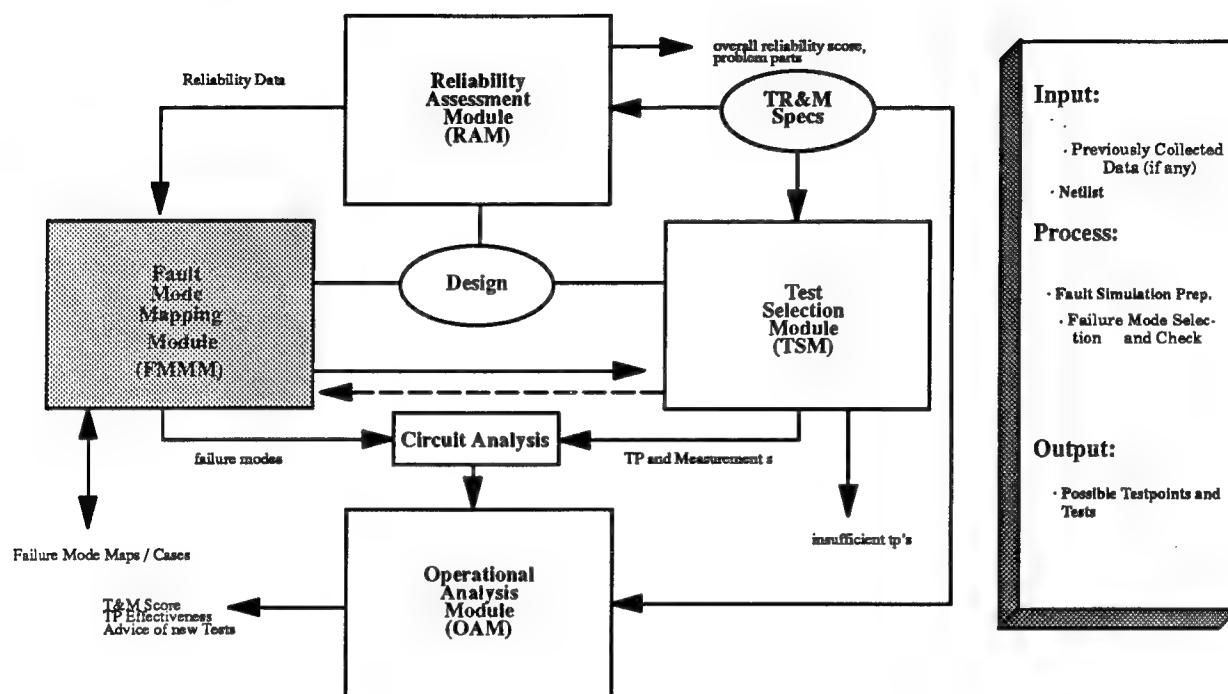 overall reliability score,
problem parts
Reliability Data
Reliability
Assessment
Module
(RAM)
TR&M
Specs
Fault
Mode
Mapping
Module
(FMMM)
Design
Test
Selection
Module
(TSM)
Circuit Analysis
failure modes
TP and Measurement s
Failure Mode Maps / Cases
insufficient tp's
Operational
Analysis
Module
(OAM)
T&M Score
TP Effectiveness
Advice of new Tests
Input:
· Previously Collected
Data (if any)
· Netlist
Process:
· Fault Simulation Prep.
· Failure Mode Selec-
tion and Check
Output:
· Possible Testpoints and
Tests